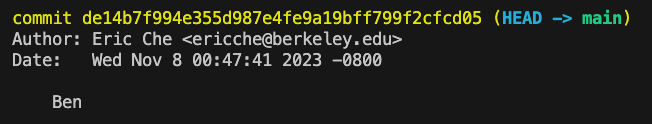 commit de14b7f994e355d987e4fe9a19bff799f2cfcd05 (HEAD -> main)
Author: Eric Che <ericche@berkeley.edu>
Date:   Wed Nov 8 00:47:41 2023 -0800
Ben